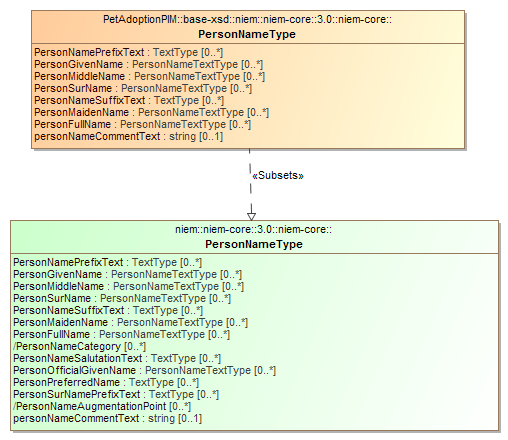 PetAdoptionPIM::base-xsd::niem::niem-core::3.0::niem-core::
PersonNameType
PersonNamePrefixText : TextType [0..*]
PersonGivenName : PersonNameTextType [0..*]
PersonMiddleName : PersonNameTextType [0..*]
PersonSurName : PersonNameTextType [0..*]
PersonNameSuffixText : TextType [0..*]
PersonMaidenName : PersonNameTextType [0..*]
PersonFullName : PersonNameTextType [0..*]
personNameCommentText : string [0..1]
«Subsets»
niem::niem-core::3.0::niem-core::
PersonNameType
PersonNamePrefixText : TextType [0..*]
PersonGivenName : PersonNameTextType [0..*]
PersonMiddleName : PersonNameTextType [0..*]
PersonSurName : PersonNameTextType [0..*]
PersonNameSuffixText : TextType [0..*]
PersonMaidenName : PersonNameTextType [0..*]
PersonFullName : PersonNameTextType [0..*]
/PersonNameCategory [0..*]
PersonNameSalutationText : TextType [0..*]
PersonOfficialGivenName : PersonNameTextType [0..*]
PersonPreferredName : TextType [0..*]
PersonSurNamePrefixText : TextType [0..*]
/PersonNameAugmentationPoint [0..*]
personNameCommentText : string [0..1]